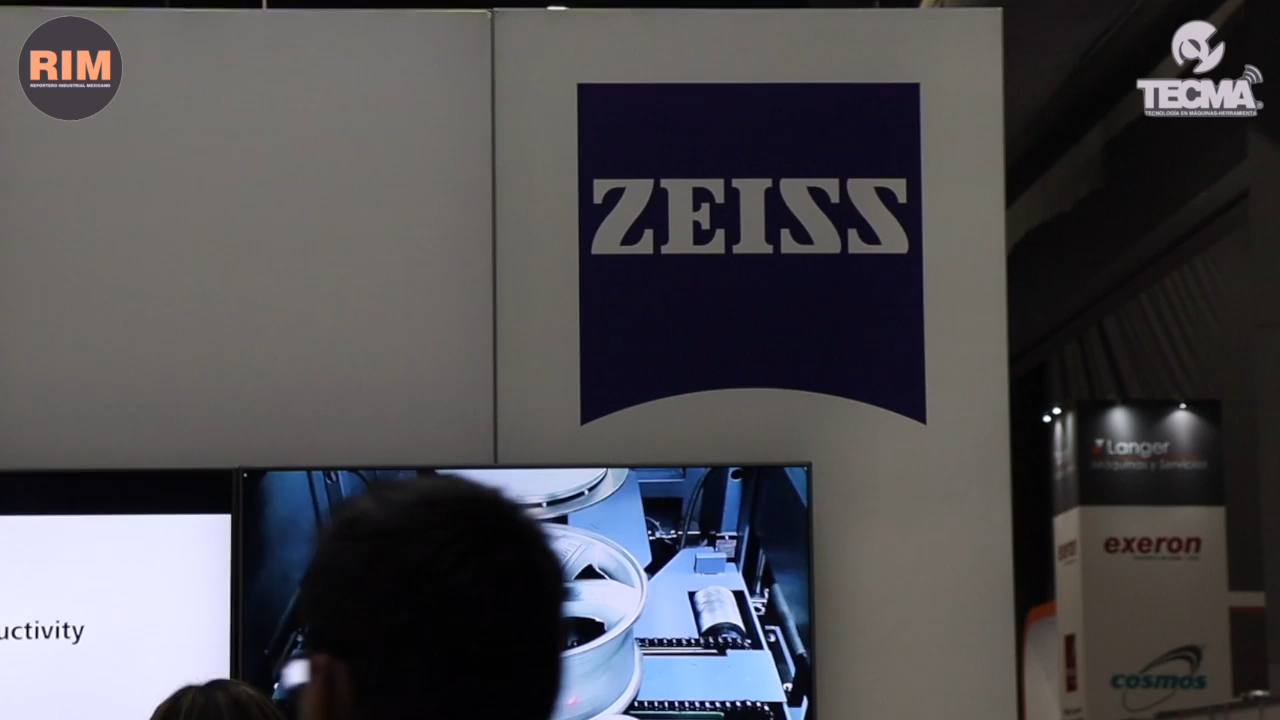 RIM
REPORTERO INDUSTRIAL MEXICANO
TECMA
TECNOLOGÍA EN MÁQUINAS-HERRAMIENTA
ZEISS
Langer
Máquinas y Servicios
exeron
uctivity
cosmos